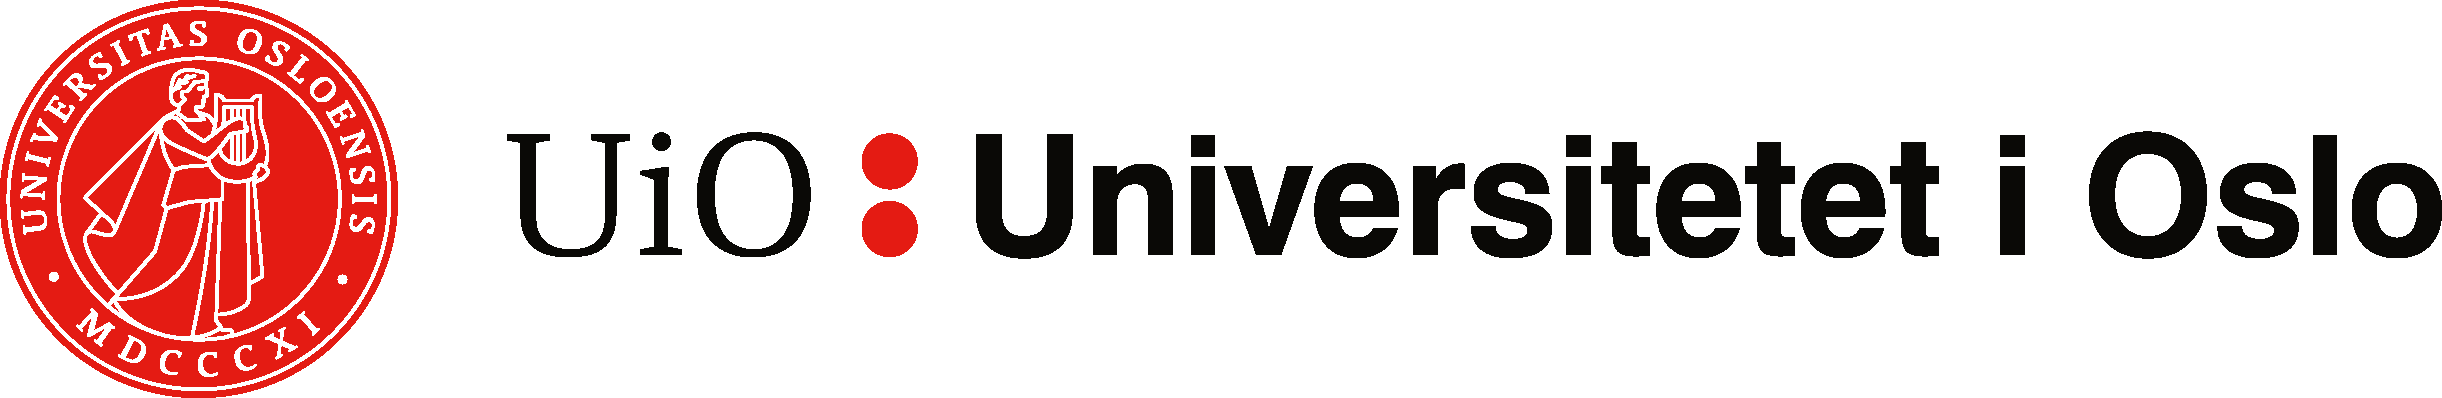 UNIVERSITAS OSLOENSIS
MDCCCXI
UiO : Universitetet i Oslo